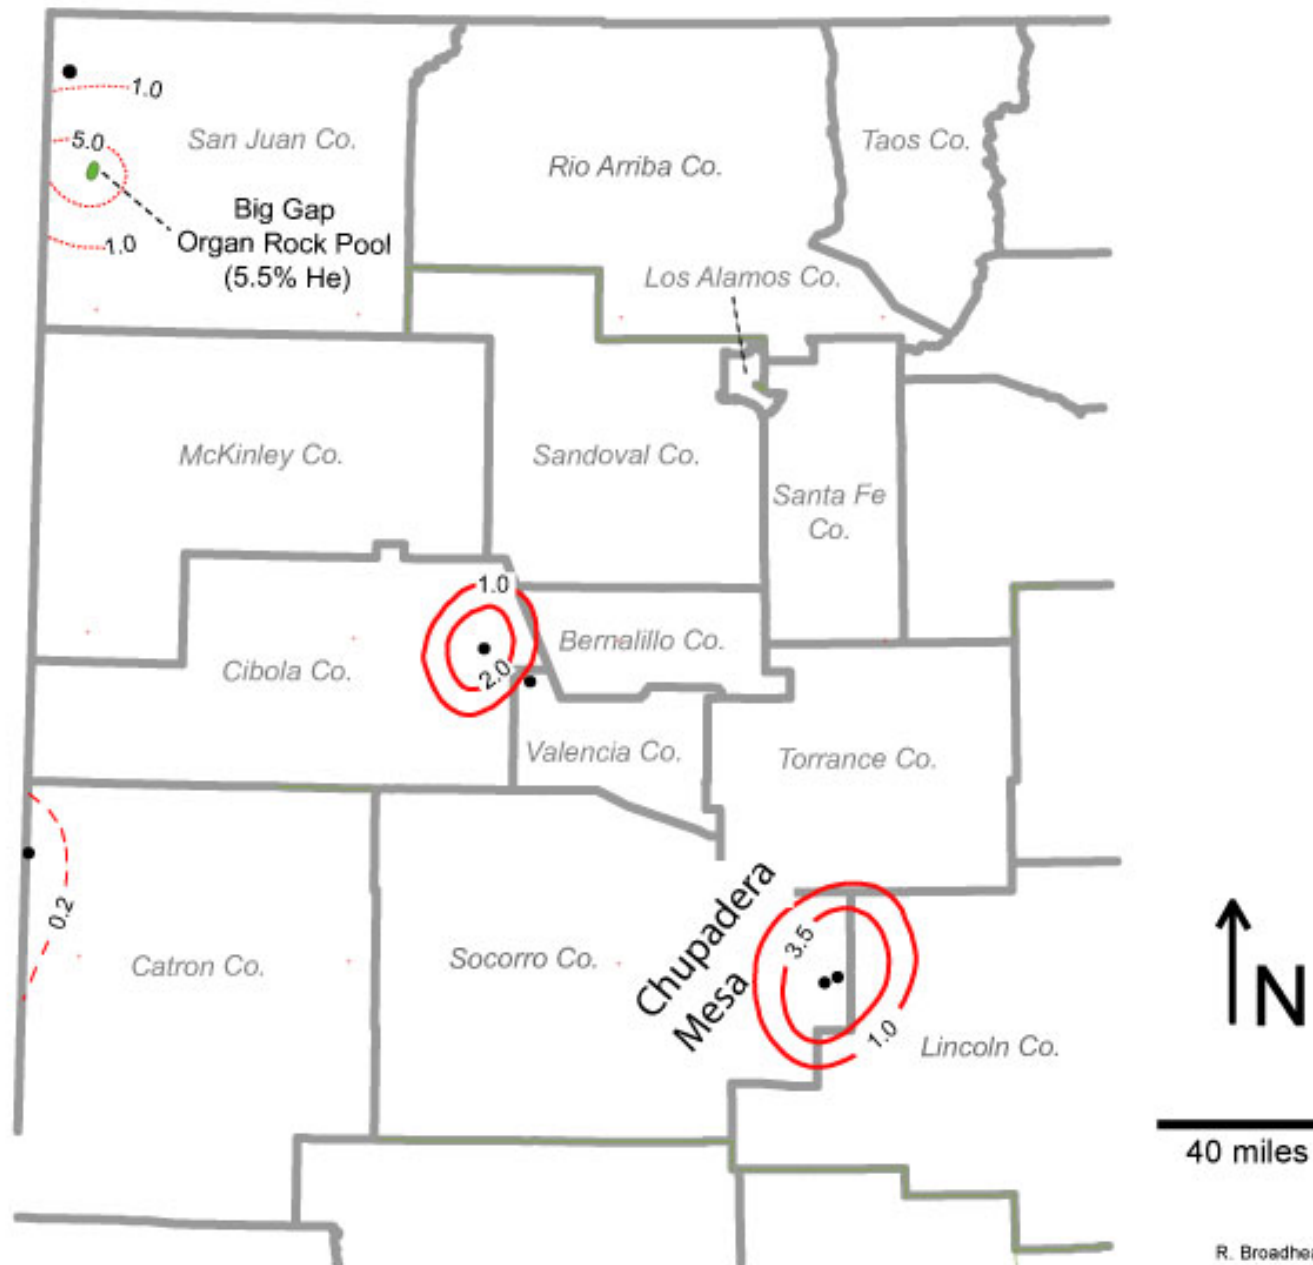 1.0
San Juan Co.
5.0
Taos Co.
Rio Arriba Co.
Big Gap
Organ Rock Pool
(5.5% He)
1.0
Los Alamos Co.
McKinley Co.
Sandoval Co.
Santa Fe
Co.
1.0
Bernalillo Co.
Cibola Co.
2.0
Valencia Co.
Torrance Co.
0.2
Chupadera
Mesa
3.5
Catron Co.
Socorro Co.
N
1.0
Lincoln Co.
40 miles
R. Broadhea